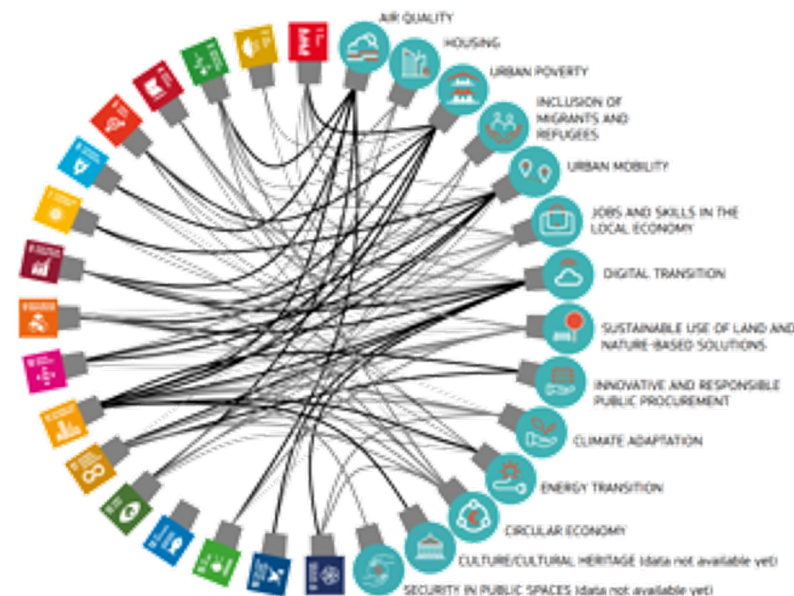 AIR QUALITY
HOUSING
URBAN POVERTY
INCLUSION OF
MIGRANTS AND
REFUGEES
URBAN MOBILITY
JOBS AND SKILLS IN THE
LOCAL ECONOMY
DIGITAL TRANSITION
SUSTAINABLE USE OF LAND AND
NATURE-BASED SOLUTIONS
INNOVATIVE AND RESPONSIBLE
PUBLIC PROCUREMENT
CLIMATE ADAPTATION
ENERGY TRANSITION
CIRCULAR ECONOMY
CULTURE/CULTURAL HERITAGE (data not available yet)
SECURITY IN PUBLIC SPACES (data not available yet)